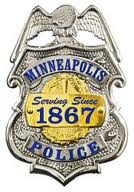 MINNEAPOLIS
Serving Since
1867
POLICE